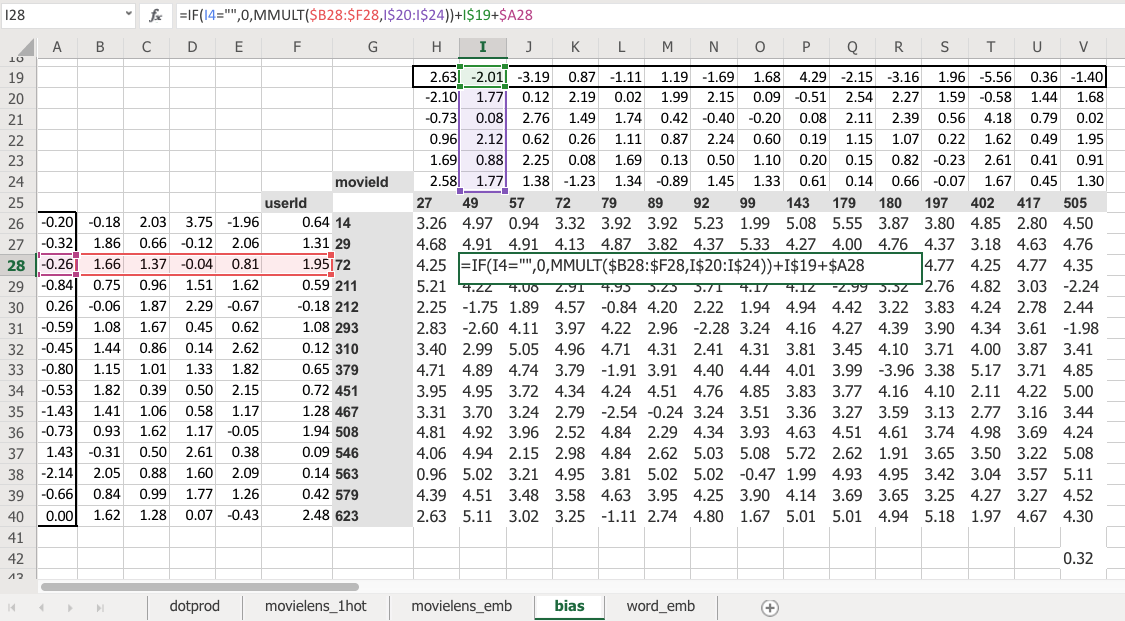 I28 fx =IF(I4="",0,MMULT($B28:$F28,I$20:I$24))+I$19+$A28
A B C D E F G H I J K L M N O P Q R S T U V
19 2.63 -2.01 -3.19 0.87 -1.11 1.19 -1.69 1.68 4.29 -2.15 -3.16 1.96 -5.56 0.36 -1.40
20 -2.10 1.77 0.12 2.19 0.02 1.99 2.15 0.09 -0.51 2.54 2.27 1.59 -0.58 1.44 1.68
21 -0.73 0.08 2.76 1.49 1.74 0.42 -0.40 -0.20 0.08 2.11 2.39 0.56 4.18 0.79 0.02
22 0.96 2.12 0.62 0.26 1.11 0.87 2.24 0.60 0.19 1.15 1.07 0.22 1.62 0.49 1.95
23 1.69 0.88 2.25 0.08 1.69 0.13 0.50 1.10 0.20 0.15 0.82 -0.23 2.61 0.41 0.91
24 movieId 2.58 1.77 1.38 -1.23 1.34 -0.89 1.45 1.33 0.61 0.14 0.66 -0.07 1.67 0.45 1.30
25 userId 27 49 57 72 79 89 92 99 143 179 180 197 402 417 505
26 -0.20 -0.18 2.03 3.75 -1.96 0.64 14 3.26 4.97 0.94 3.32 3.92 3.92 5.23 1.99 5.08 5.55 3.87 3.80 4.85 2.80 4.50
27 -0.32 1.86 0.66 -0.12 2.06 1.31 29 4.68 4.91 4.91 4.13 4.87 3.82 4.37 5.33 4.27 4.00 4.76 4.37 3.18 4.63 4.76
28 -0.26 1.66 1.37 -0.04 0.81 1.95 72 4.25 =IF(I4="",0,MMULT($B28:$F28,I$20:I$24))+I$19+$A28 4.77 4.25 4.77 4.35
29 -0.84 0.75 0.96 1.51 1.62 0.59 211 5.21 4.22 4.08 2.91 4.93 3.23 3.71 4.17 4.12 -2.99 3.32 2.76 4.82 3.03 -2.24
30 0.26 -0.06 1.87 2.29 -0.67 -0.18 212 2.25 -1.75 1.89 4.57 -0.84 4.20 2.22 1.94 4.94 4.42 3.22 3.83 4.24 2.78 2.44
31 -0.59 1.08 1.67 0.45 0.62 1.08 293 2.83 -2.60 4.11 3.97 4.22 2.96 -2.28 3.24 4.16 4.27 4.39 3.90 4.34 3.61 -1.98
32 -0.45 1.44 0.86 0.14 2.62 0.12 310 3.40 2.99 5.05 4.96 4.71 4.31 2.41 4.31 3.81 3.45 4.10 3.71 4.00 3.87 3.41
33 -0.80 1.15 1.01 1.33 1.82 0.65 379 4.71 4.89 4.74 3.79 -1.91 3.91 4.40 4.44 4.01 3.99 -3.96 3.38 5.17 3.71 4.85
34 -0.53 1.82 0.39 0.50 2.15 0.72 451 3.95 4.95 3.72 4.34 4.24 4.51 4.76 4.85 3.83 3.77 4.16 4.10 2.11 4.22 5.00
35 -1.43 1.41 1.06 0.58 1.17 1.28 467 3.31 3.70 3.24 2.79 -2.54 -0.24 3.24 3.51 3.36 3.27 3.59 3.13 2.77 3.16 3.44
36 -0.73 0.93 1.62 1.17 -0.05 1.94 508 4.81 4.92 3.96 2.52 4.84 2.29 4.34 3.93 4.63 4.51 4.61 3.74 4.98 3.69 4.24
37 1.43 -0.31 0.50 2.61 0.38 0.09 546 4.06 4.94 2.15 2.98 4.84 2.62 5.03 5.08 5.72 2.62 1.91 3.65 3.50 3.22 5.08
38 -2.14 2.05 0.88 1.60 2.09 0.14 563 0.96 5.02 3.21 4.95 3.81 5.02 5.02 -0.47 1.99 4.93 4.95 3.42 3.04 3.57 5.11
39 -0.66 0.84 0.99 1.77 1.26 0.42 579 4.39 4.51 3.48 3.58 4.63 3.95 4.25 3.90 4.14 3.69 3.65 3.25 4.27 3.27 4.52
40 0.00 1.62 1.28 0.07 -0.43 2.48 623 2.63 5.11 3.02 3.25 -1.11 2.74 4.80 1.67 5.01 5.01 4.94 5.18 1.97 4.67 4.30
41
42 0.32
dotprod movielens_1hot movielens_emb bias word_emb